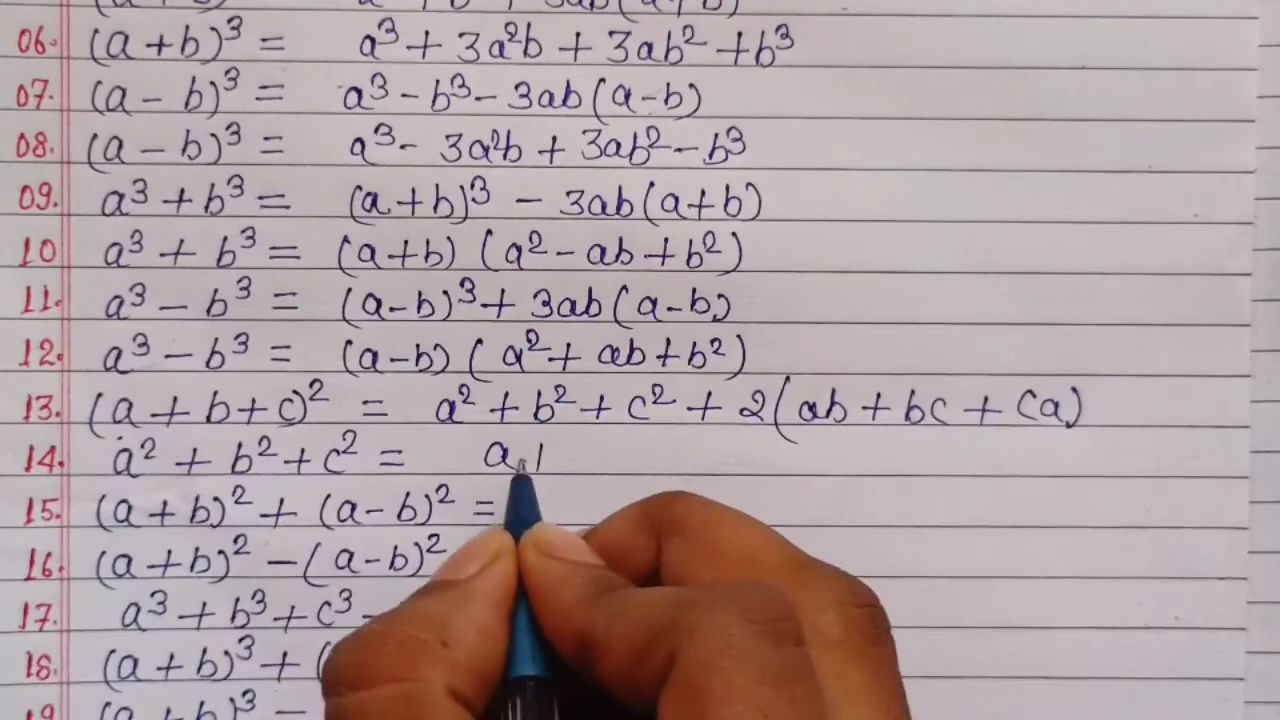 06. (a + b)³ = a³ + 3a²b + 3ab² + b³
07. (a - b)³ = a³ - b³ - 3ab(a-b)
08. (a - b)³ = a³ - 3a²b + 3ab² - b³
09. a³ + b³ = (a+b)³ - 3ab(a+b)
10 a³ + b³ = (a+b) (a² - ab + b²)
11. a³ - b³ = (a-b)³ + 3ab(a-b)
12. a³ - b³ = (a-b) (a² + ab + b²)
13. (a + b + c)² = a² + b² + c² + 2(ab + bc + ca)
14. a² + b² + c² = a
15. (a + b)² + (a - b)² =
16. (a + b)² - (a - b)²
17. a³ + b³ + c³ -
18. (a + b)³ + (